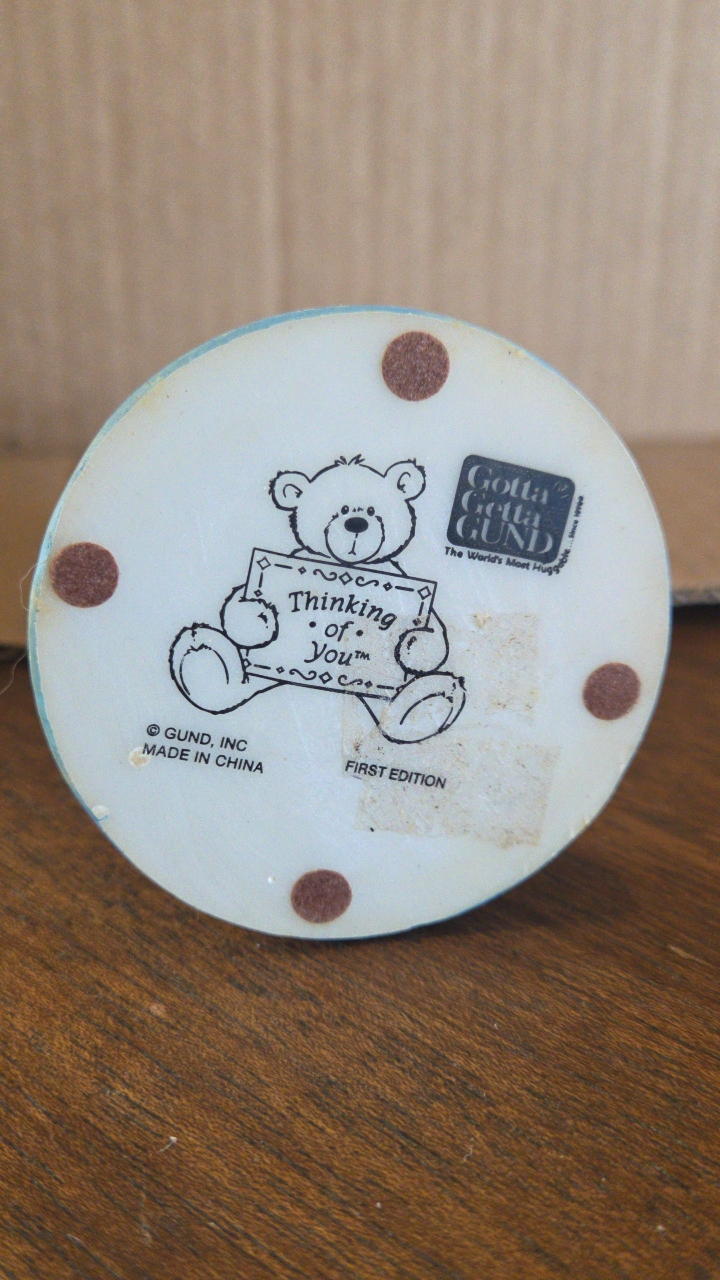 Gotta
Getta
GUND
The World's Most Huggable ... Since 1898®
Thinking
• of •
You™
© GUND, INC
MADE IN CHINA
FIRST EDITION